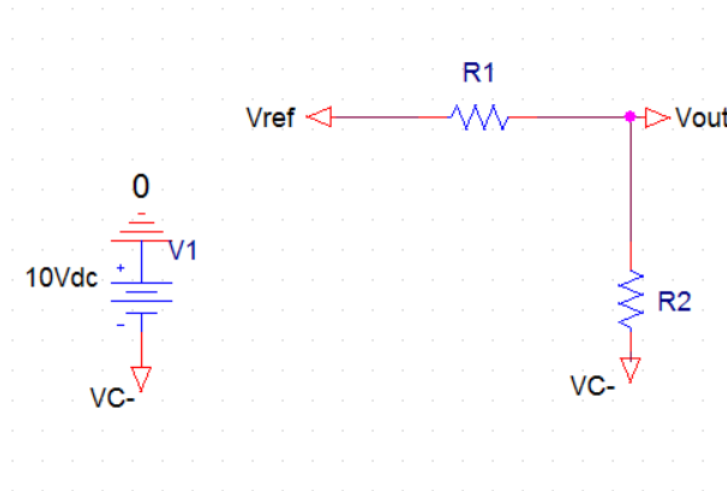 R1
Vref
Vout
0
V1
10Vdc
+
-
R2
VC-
VC-